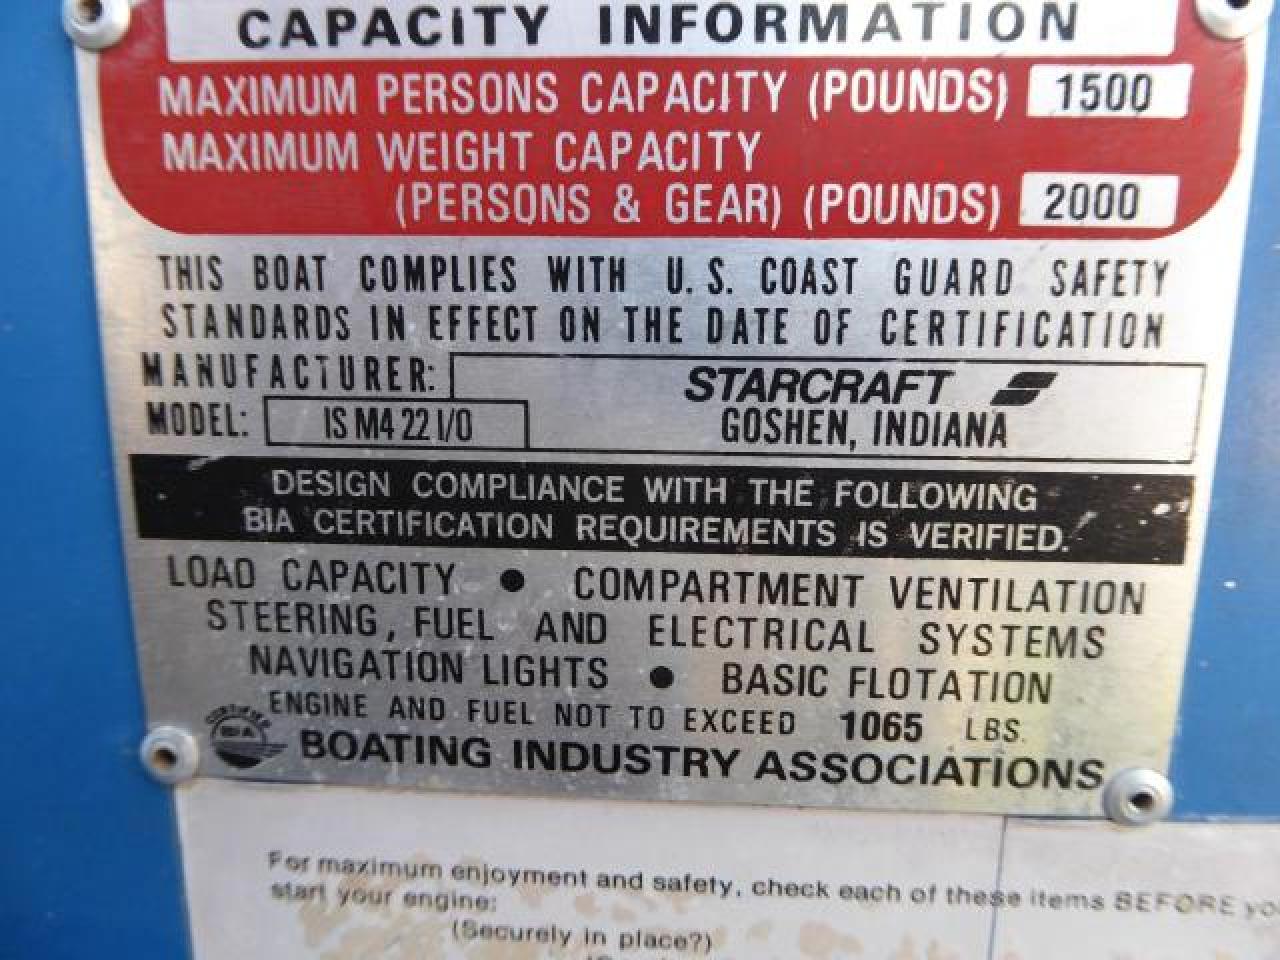 CAPACITY INFORMATION
MAXIMUM PERSONS CAPACITY (POUNDS) 1500
MAXIMUM WEIGHT CAPACITY
(PERSONS & GEAR) (POUNDS) 2000
THIS BOAT COMPLIES WITH U.S. COAST GUARD SAFETY
STANDARDS IN EFFECT ON THE DATE OF CERTIFICATION
MANUFACTURER: STARCRAFT
MODEL: IS M4 22 I/O GOSHEN, INDIANA
DESIGN COMPLIANCE WITH THE FOLLOWING
BIA CERTIFICATION REQUIREMENTS IS VERIFIED.
LOAD CAPACITY • COMPARTMENT VENTILATION
STEERING, FUEL AND ELECTRICAL SYSTEMS
NAVIGATION LIGHTS • BASIC FLOTATION
ENGINE AND FUEL NOT TO EXCEED 1065 LBS.
BIA BOATING INDUSTRY ASSOCIATIONS
For maximum enjoyment and safety, check each of these items BEFORE yo
start your engine:
(Securely in place?)